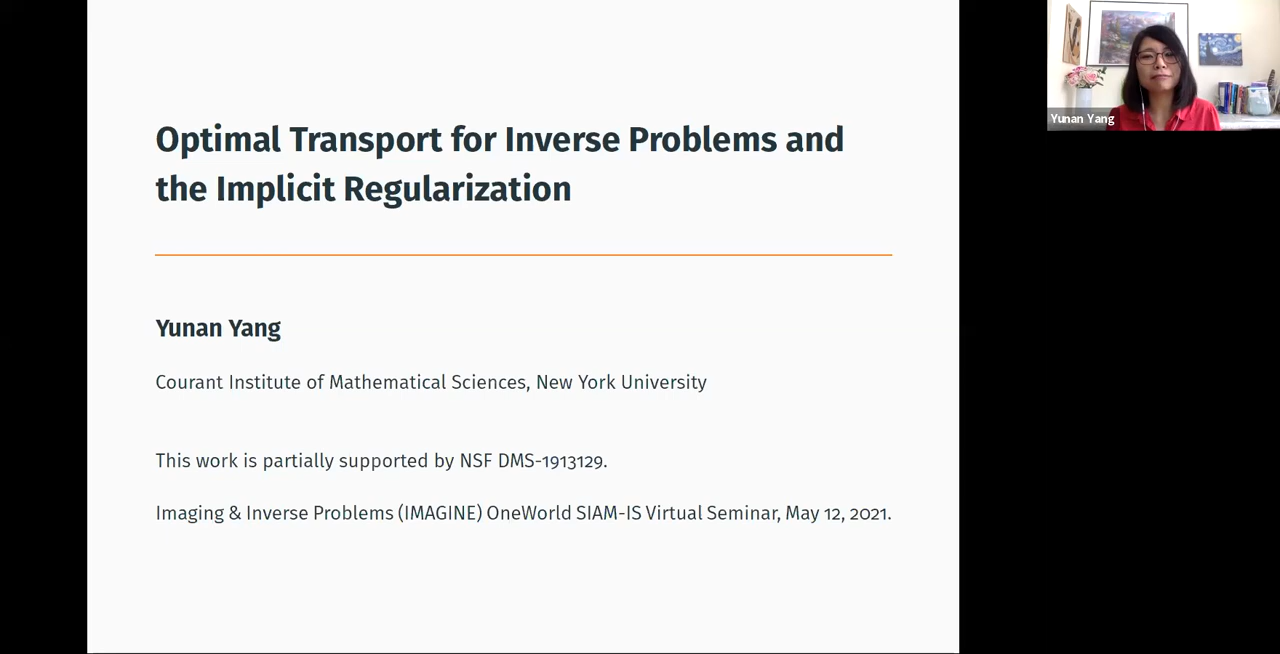 Optimal Transport for Inverse Problems and
the Implicit Regularization
Yunan Yang
Courant Institute of Mathematical Sciences, New York University
This work is partially supported by NSF DMS-1913129.
Imaging & Inverse Problems (IMAGINE) OneWorld SIAM-IS Virtual Seminar, May 12, 2021.
Yunan Yang